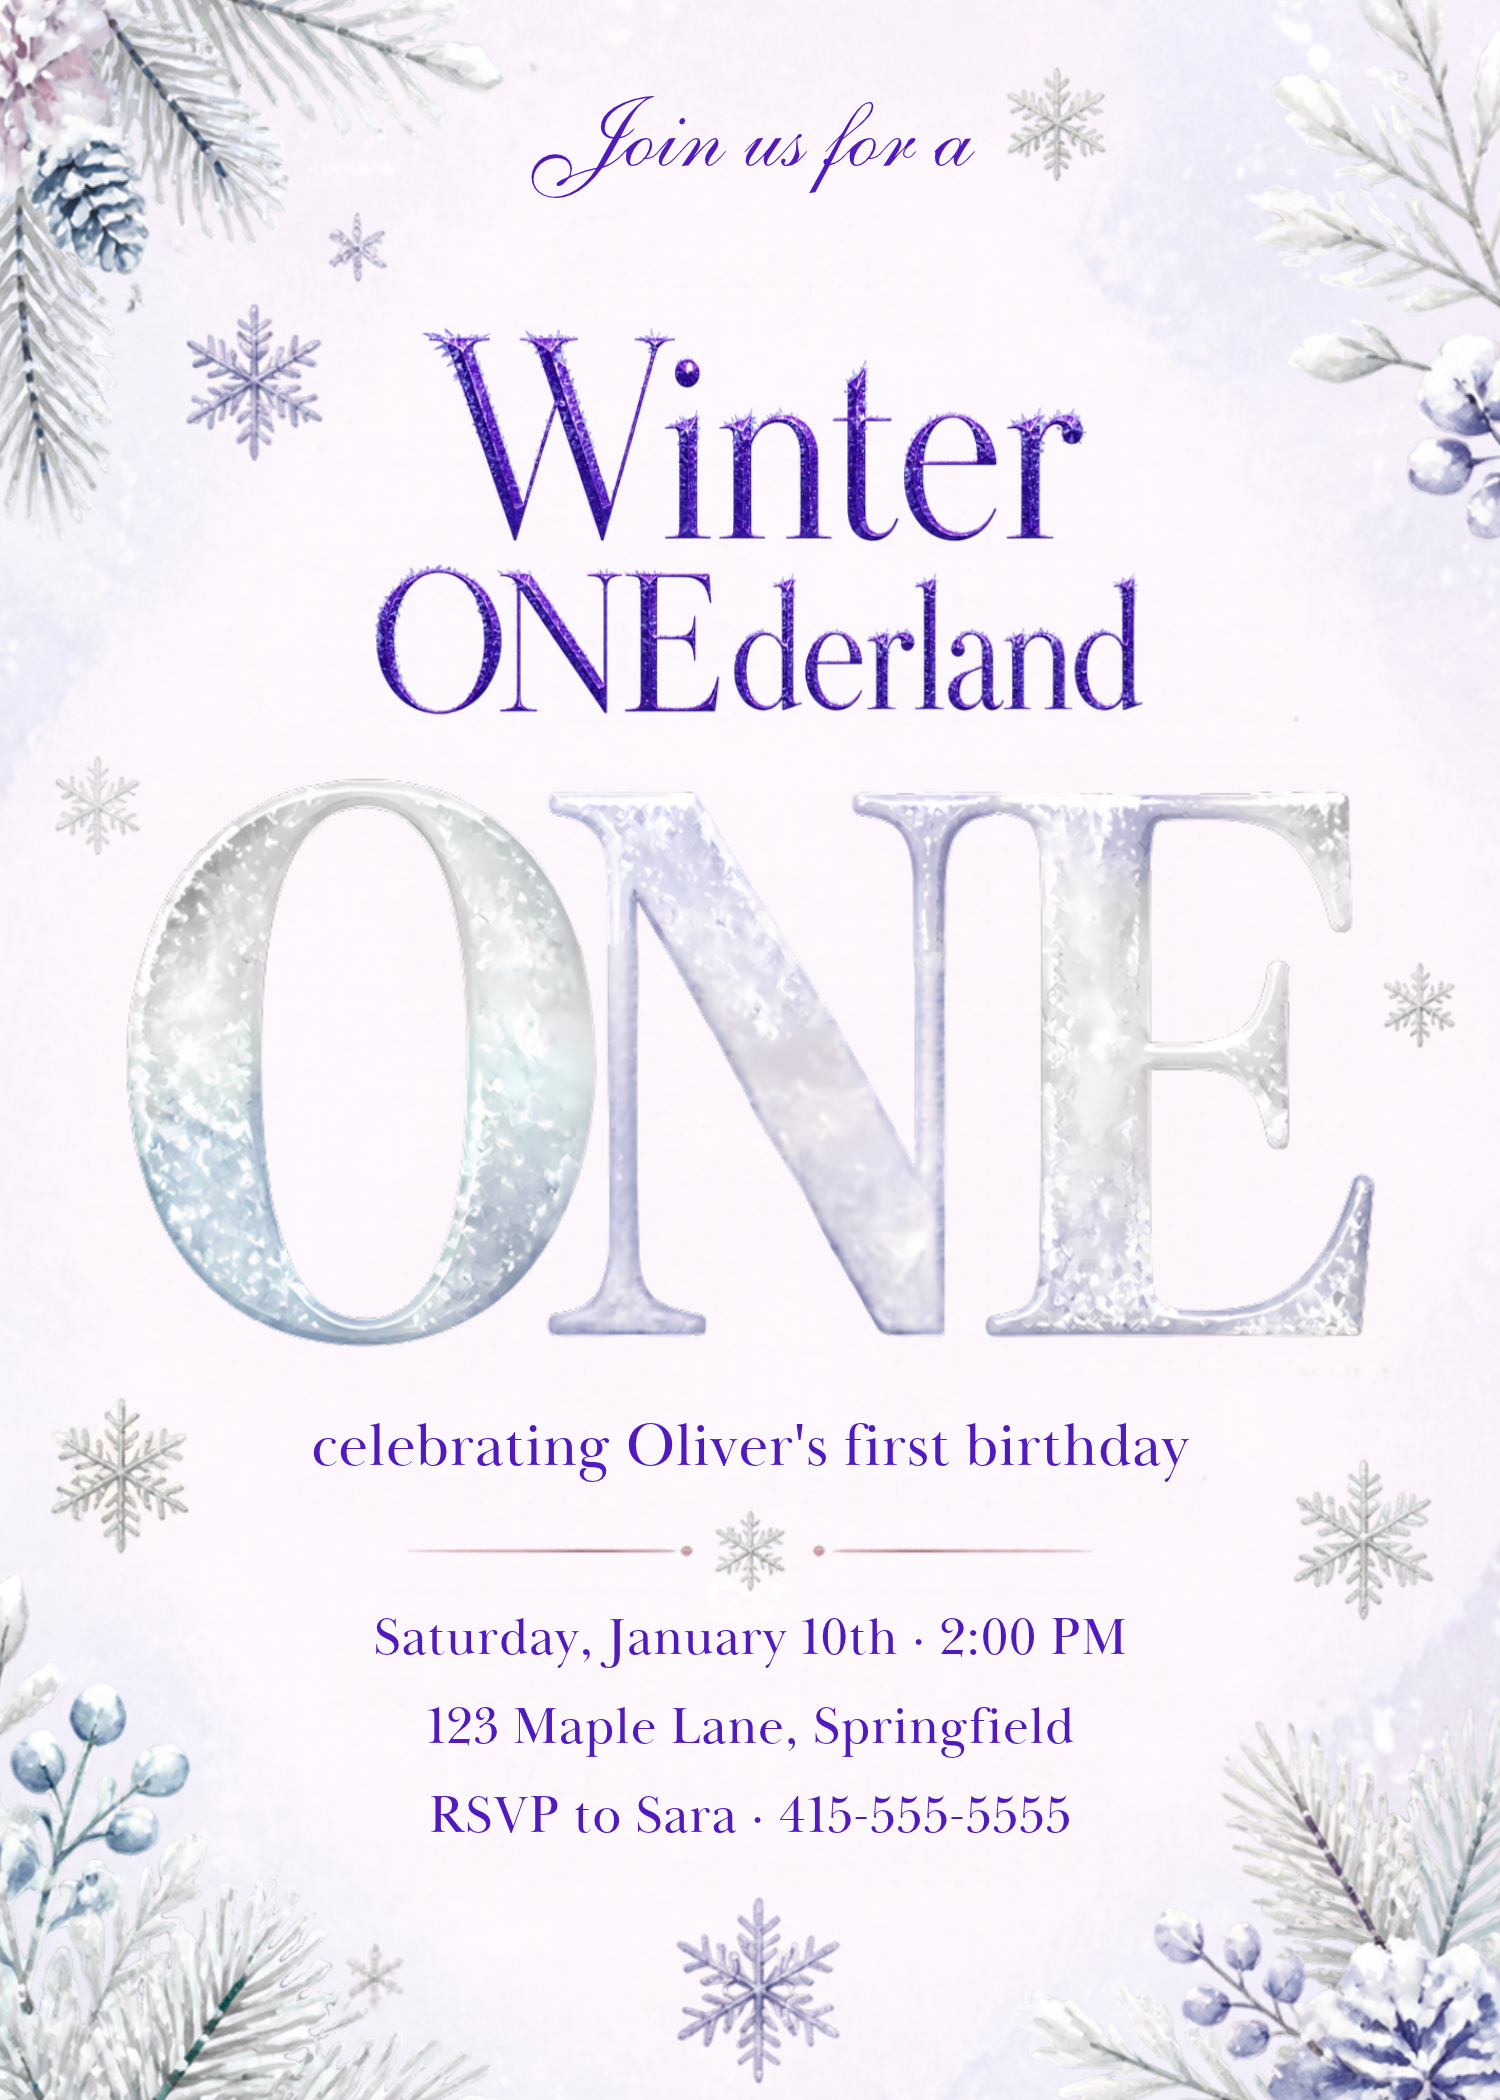 Join us for a
Winter
ONEderland
ONE
celebrating Oliver's first birthday
Saturday, January 10th · 2:00 PM
123 Maple Lane, Springfield
RSVP to Sara · 415-555-5555